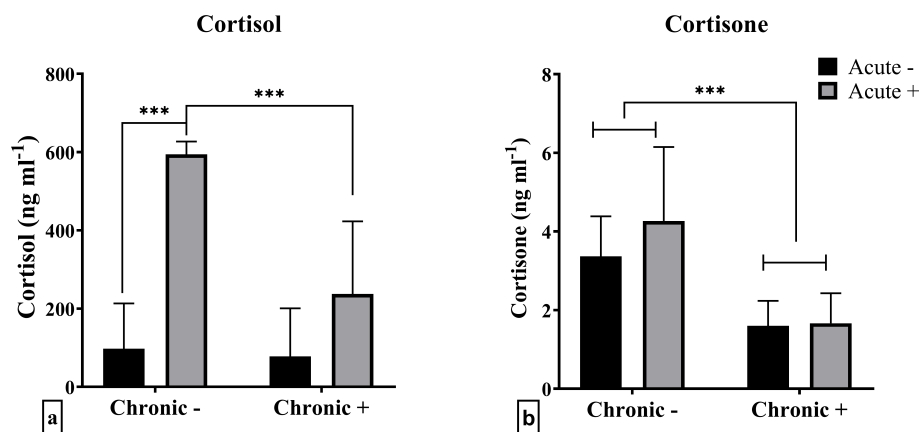 Cortisol
Cortisol (ng ml-1)
800
600
400
200
0
***
***
Chronic -
Chronic +
a
Cortisone
Cortisone (ng ml-1)
8
6
4
2
0
***
Acute -
Acute +
Chronic -
Chronic +
b